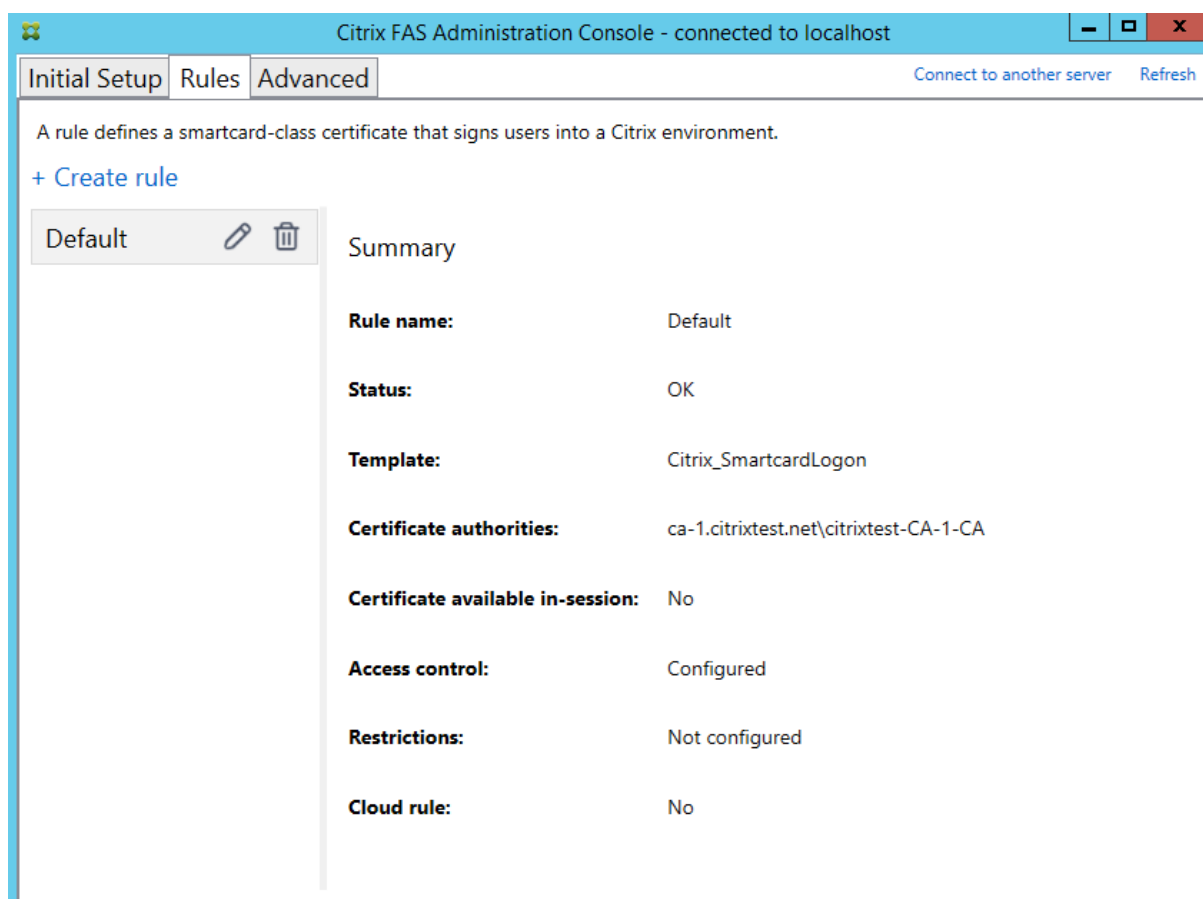 Citrix FAS Administration Console - connected to localhost
Initial Setup Rules Advanced Connect to another server Refresh
A rule defines a smartcard-class certificate that signs users into a Citrix environment.
+ Create rule
Default
Summary
Rule name: Default
Status: OK
Template: Citrix_SmartcardLogon
Certificate authorities: ca-1.citrixtest.net\citrixtest-CA-1-CA
Certificate available in-session: No
Access control: Configured
Restrictions: Not configured
Cloud rule: No